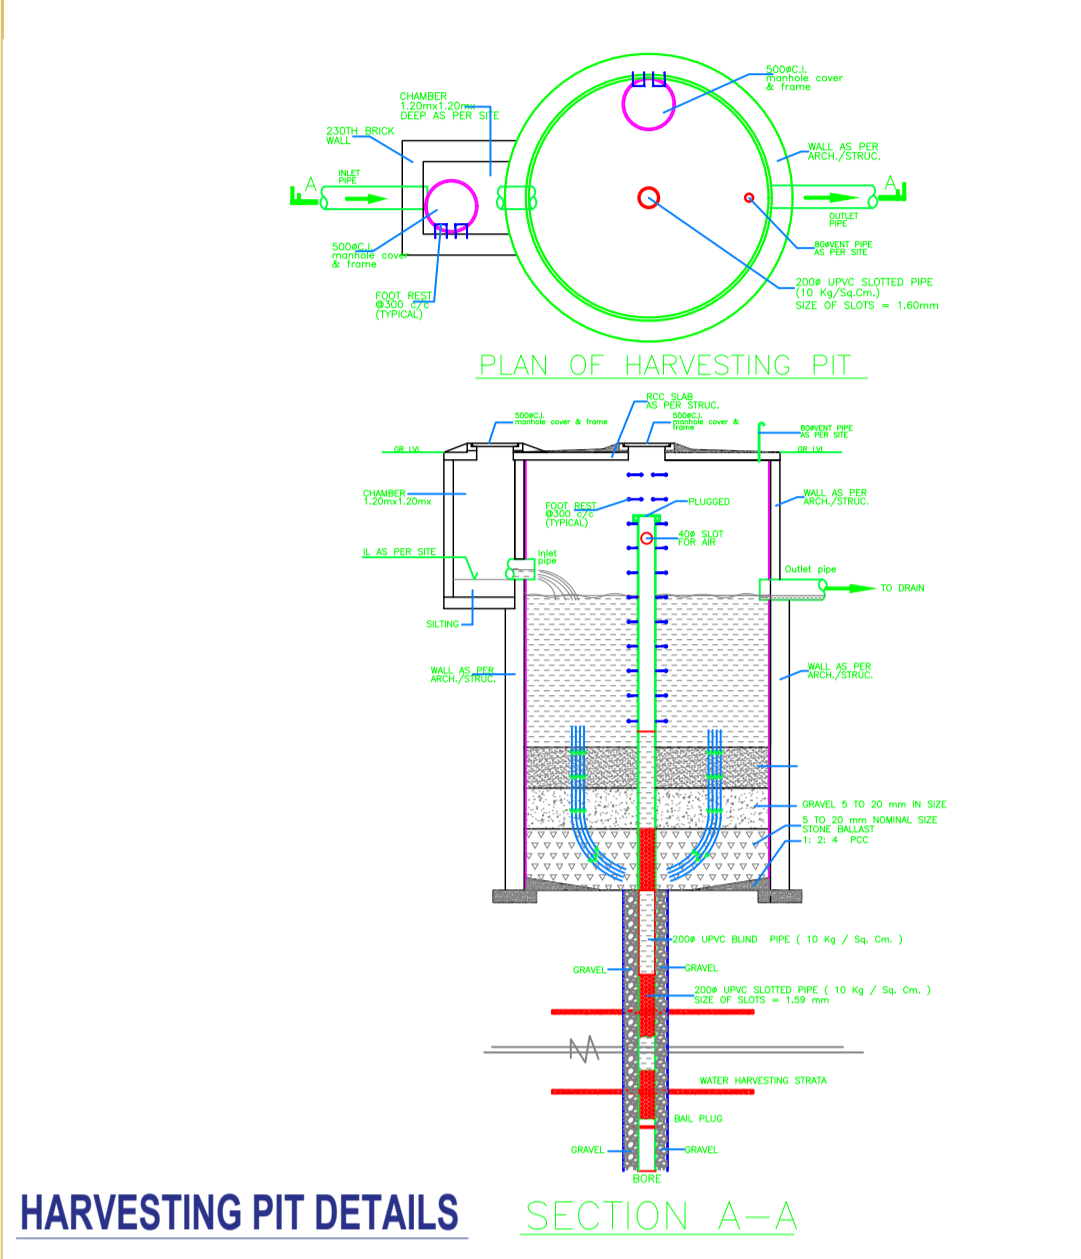 500øC.I.
manhole cover
& frame
CHAMBER
1.20mx1.20mx
DEEP AS PER SITE
230TH BRICK
WALL
WALL AS PER
ARCH./STRUC.
A
INLET
PIPE
A
OUTLET
PIPE
500øC.I.
manhole cover
& frame
80øVENT PIPE
AS PER SITE
FOOT REST
@300 c/c
(TYPICAL)
200ø UPVC SLOTTED PIPE
(10 Kg/Sq.Cm.)
SIZE OF SLOTS = 1.60mm
PLAN OF HARVESTING PIT
RCC SLAB
AS PER STRUC.
500øC.I.
manhole cover & frame
500øC.I.
manhole cover &
frame
80øVENT PIPE
AS PER SITE
GR LVL
GR LVL
CHAMBER
1.20mx1.20mx
FOOT REST
@300 c/c
(TYPICAL)
PLUGGED
WALL AS PER
ARCH./STRUC.
40ø SLOT
FOR AIR
IL AS PER SITE
Inlet
pipe
Outlet pipe
TO DRAIN
SILTING
WALL AS PER
ARCH./STRUC.
WALL AS PER
ARCH./STRUC.
GRAVEL 5 TO 20 mm IN SIZE
5 TO 20 mm NOMINAL SIZE
STONE BALLAST
1: 2: 4 PCC
200ø UPVC BLIND PIPE ( 10 Kg / Sq. Cm. )
GRAVEL
GRAVEL
200ø UPVC SLOTTED PIPE ( 10 Kg / Sq. Cm. )
SIZE OF SLOTS = 1.59 mm
WATER HARVESTING STRATA
BAIL PLUG
GRAVEL
GRAVEL
BORE
HARVESTING PIT DETAILS
SECTION A-A